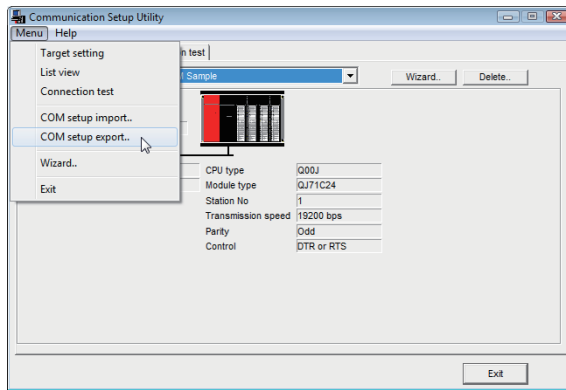 Communication Setup Utility
Menu Help
Target setting
List view
Connection test
COM setup import..
COM setup export..
Wizard..
Exit
n test
Sample
Wizard..
Delete..
CPU type Q00J
Module type QJ71C24
Station No 1
Transmission speed 19200 bps
Parity Odd
Control DTR or RTS
Exit